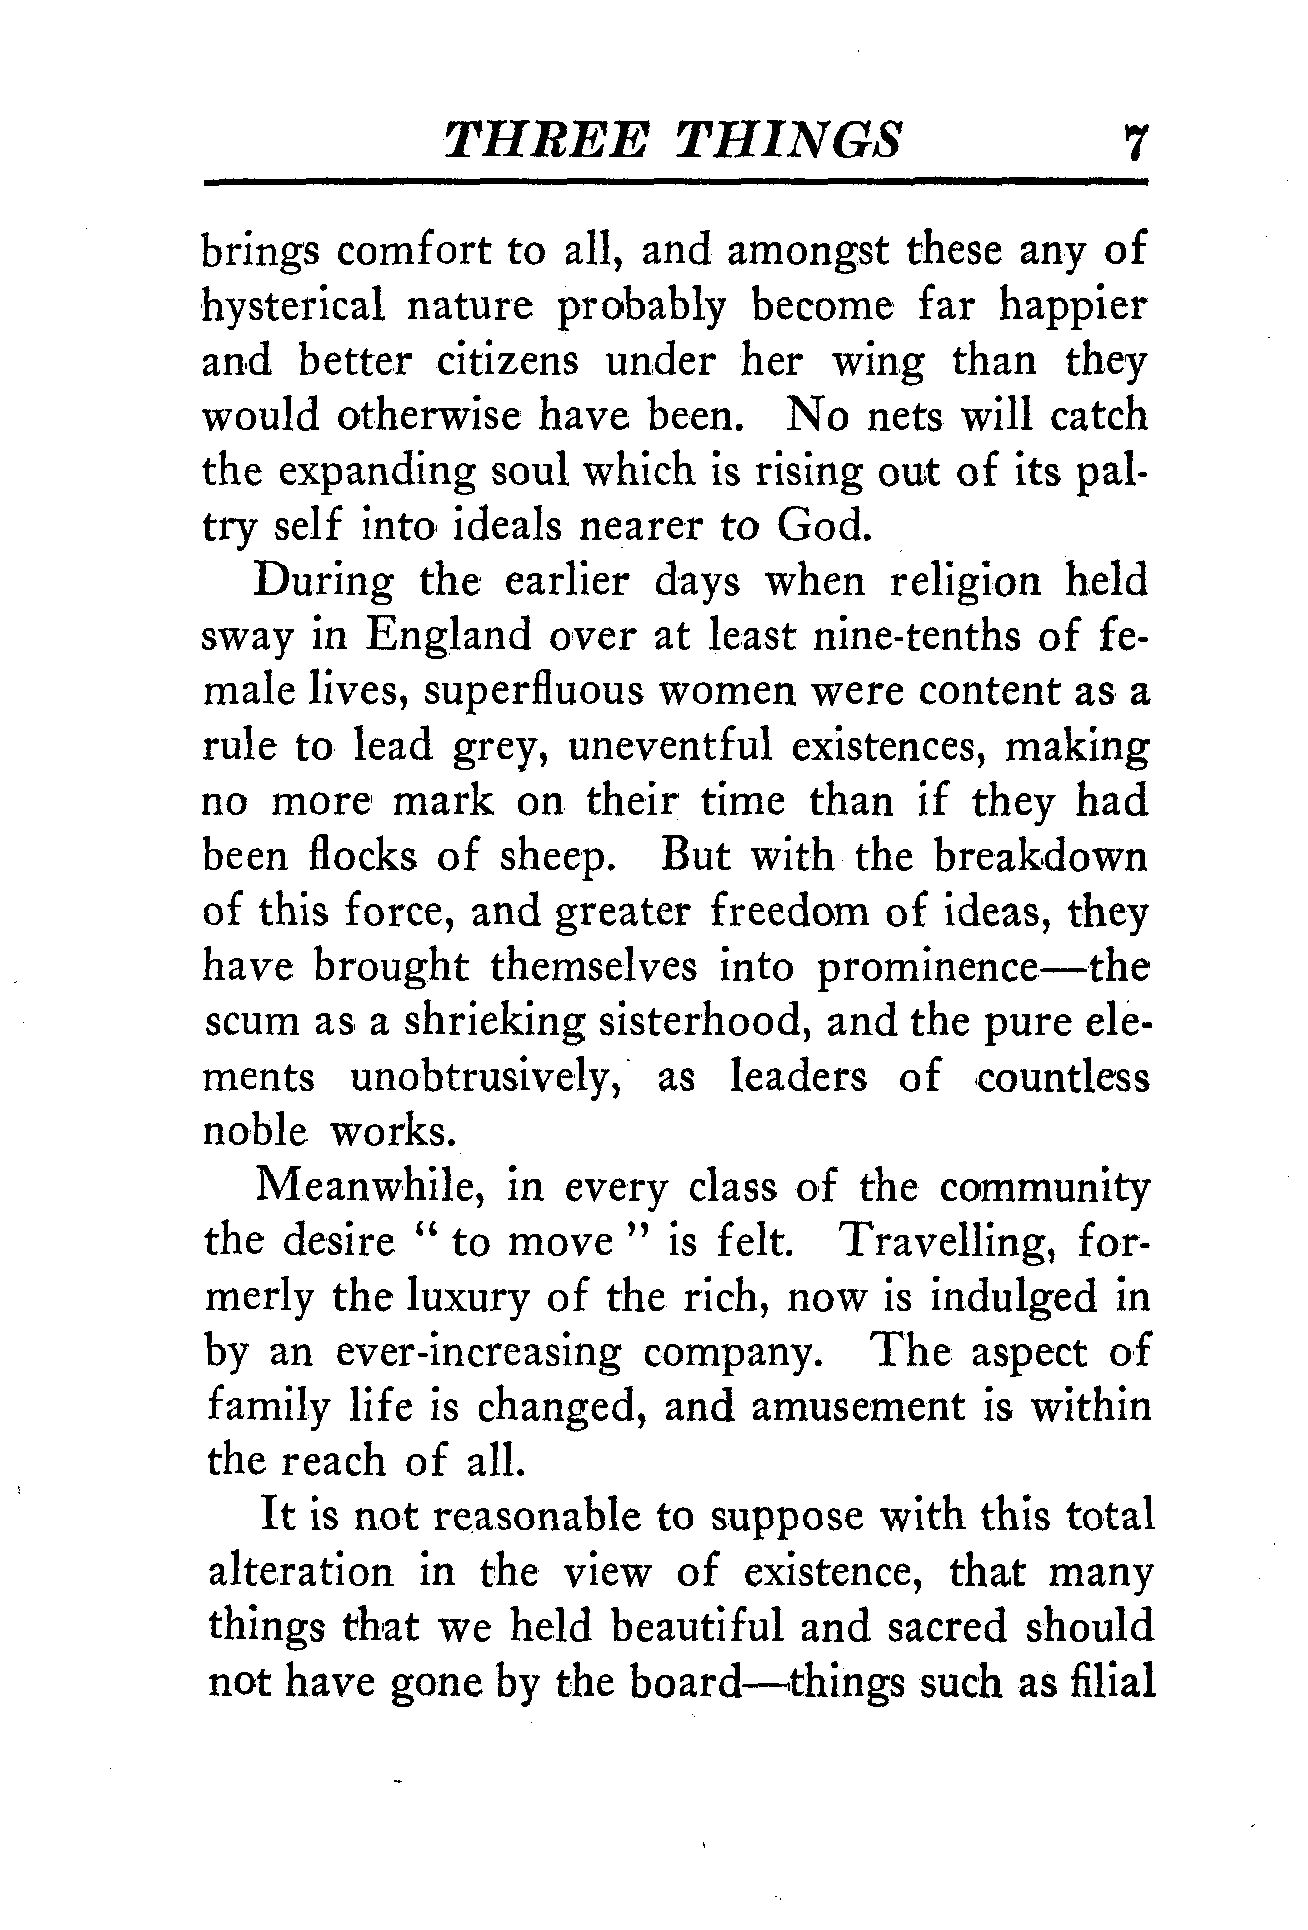 THREE THINGS 7
brings comfort to all, and amongst these any of
hysterical nature probably become far happier
and better citizens under her wing than they
would otherwise have been. No nets will catch
the expanding soul which is rising out of its pal-
try self into ideals nearer to God.
During the earlier days when religion held
sway in England over at least nine-tenths of fe-
male lives, superfluous women were content as a
rule to lead grey, uneventful existences, making
no more mark on their time than if they had
been flocks of sheep. But with the breakdown
of this force, and greater freedom of ideas, they
have brought themselves into prominence—the
scum as a shrieking sisterhood, and the pure ele-
ments unobtrusively, as leaders of countless
noble works.
Meanwhile, in every class of the community
the desire “ to move ” is felt. Travelling, for-
merly the luxury of the rich, now is indulged in
by an ever-increasing company. The aspect of
family life is changed, and amusement is within
the reach of all.
It is not reasonable to suppose with this total
alteration in the view of existence, that many
things that we held beautiful and sacred should
not have gone by the board—things such as filial